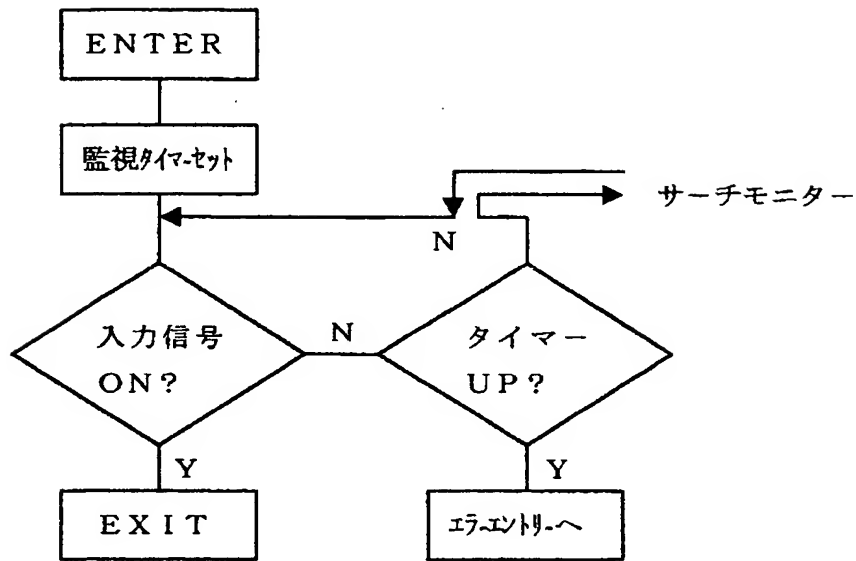 ENTER
監視タイマーセット
サーチモニター
N
入力信号
ON?
N
タイマー
UP?
Y
Y
EXIT
エラーエントリーへ